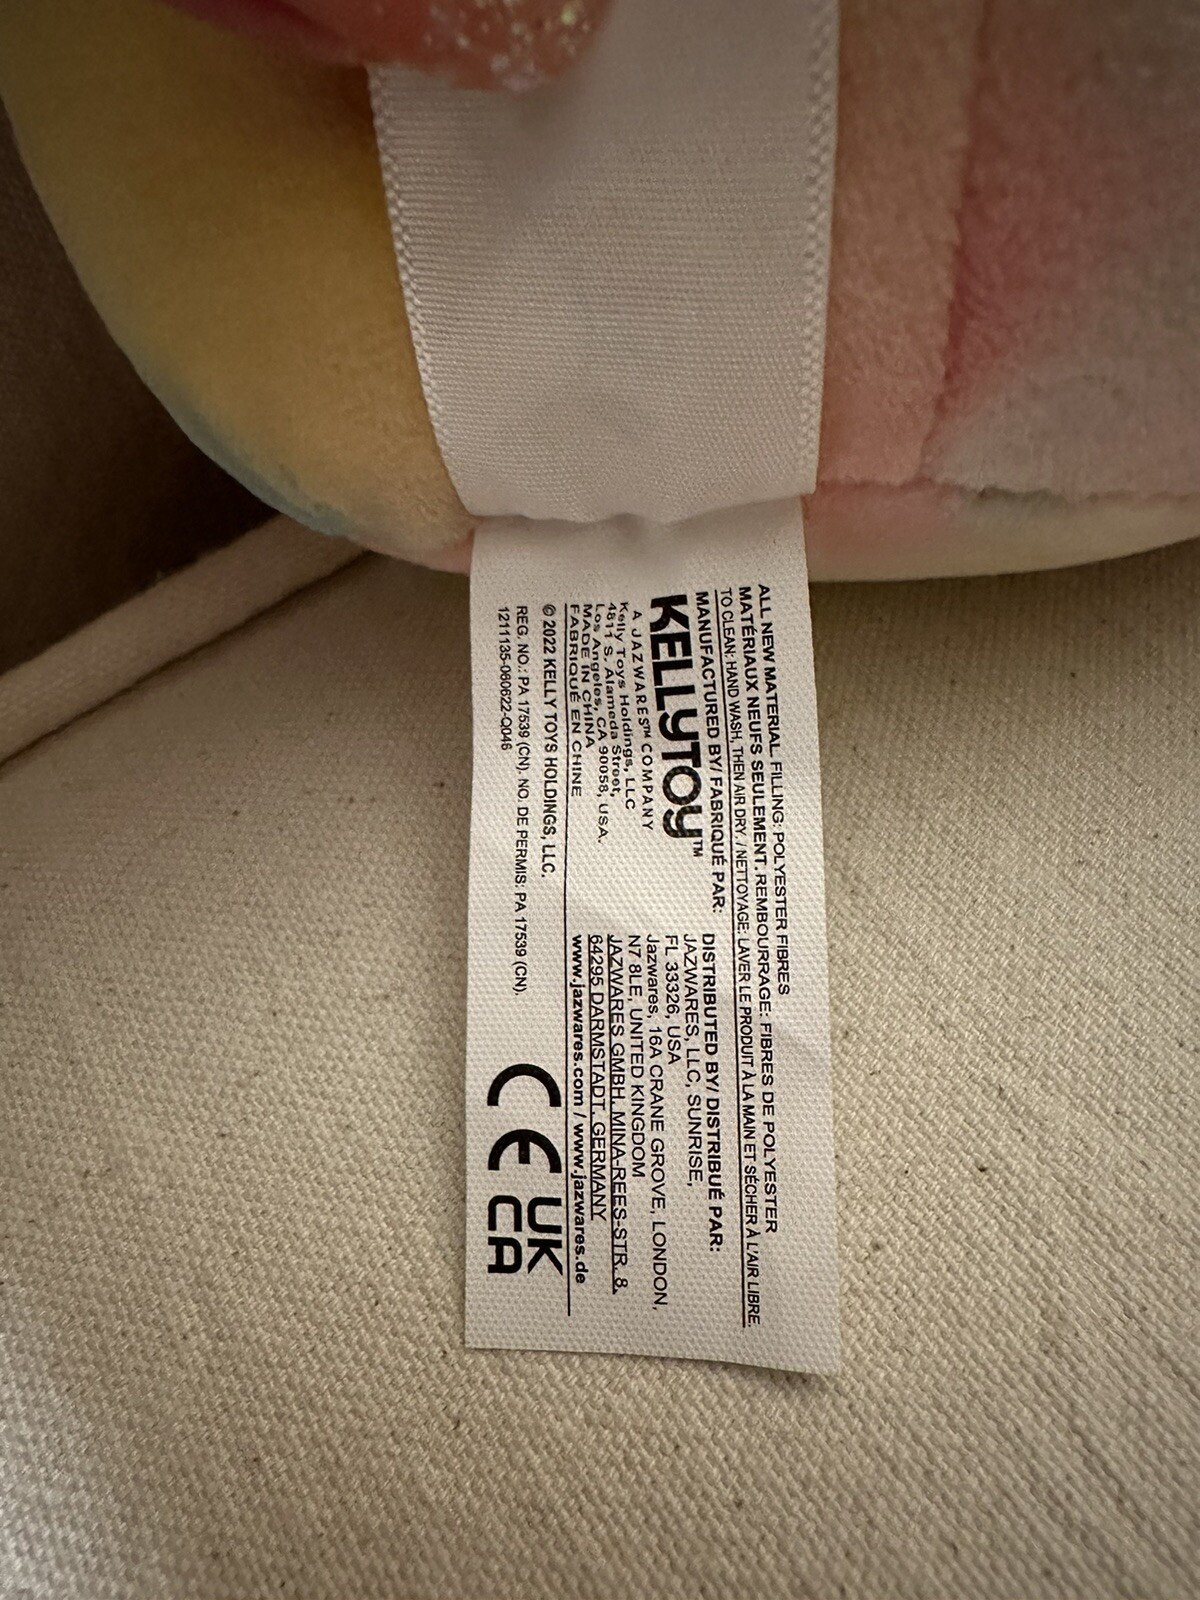 ALL NEW MATERIAL. FILLING: POLYESTER FIBRES
MATÉRIAUX NEUFS SEULEMENT. REMBOURRAGE: FIBRES DE POLYESTER
TO CLEAN: HAND WASH, THEN AIR DRY. / NETTOYAGE: LAVER LE PRODUIT À LA MAIN ET SÉCHER À L'AIR LIBRE.
MANUFACTURED BY/ FABRIQUÉ PAR:
KELLYTOY™
A JAZWARES™ COMPANY
Kelly Toys Holdings, LLC
4811 S. Alameda Street,
Los Angeles, CA 90058, USA.
MADE IN CHINA
FABRIQUÉ EN CHINE
DISTRIBUTED BY/ DISTRIBUÉ PAR:
JAZWARES, LLC, SUNRISE,
FL 33326, USA
Jazwares, 16A CRANE GROVE, LONDON,
N7 8LE, UNITED KINGDOM
JAZWARES GMBH, MINA-REES-STR. 8,
64295 DARMSTADT, GERMANY
www.jazwares.com / www.jazwares.de
© 2022 KELLY TOYS HOLDINGS, LLC.
REG. NO.: PA 17539 (CN). NO. DE PERMIS: PA 17539 (CN).
1211135-060622-Q046
CE
UK
CA